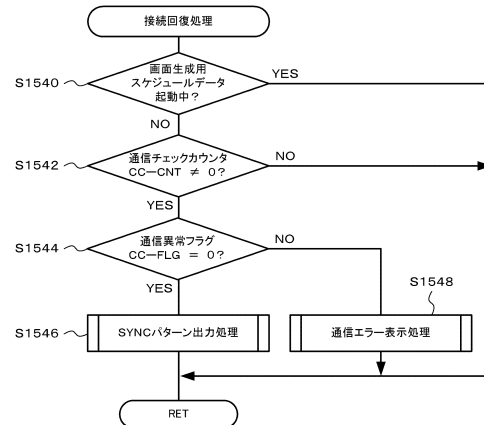 接続回復処理
S1540
画面生成用
スケジュールデータ
起動中？
YES
NO
S1542
通信チェックカウンタ
CC－CNT ≠ 0？
NO
YES
S1544
通信異常フラグ
CC－FLG = 0？
NO
YES
S1548
S1546
SYNCパターン出力処理
通信エラー表示処理
RET